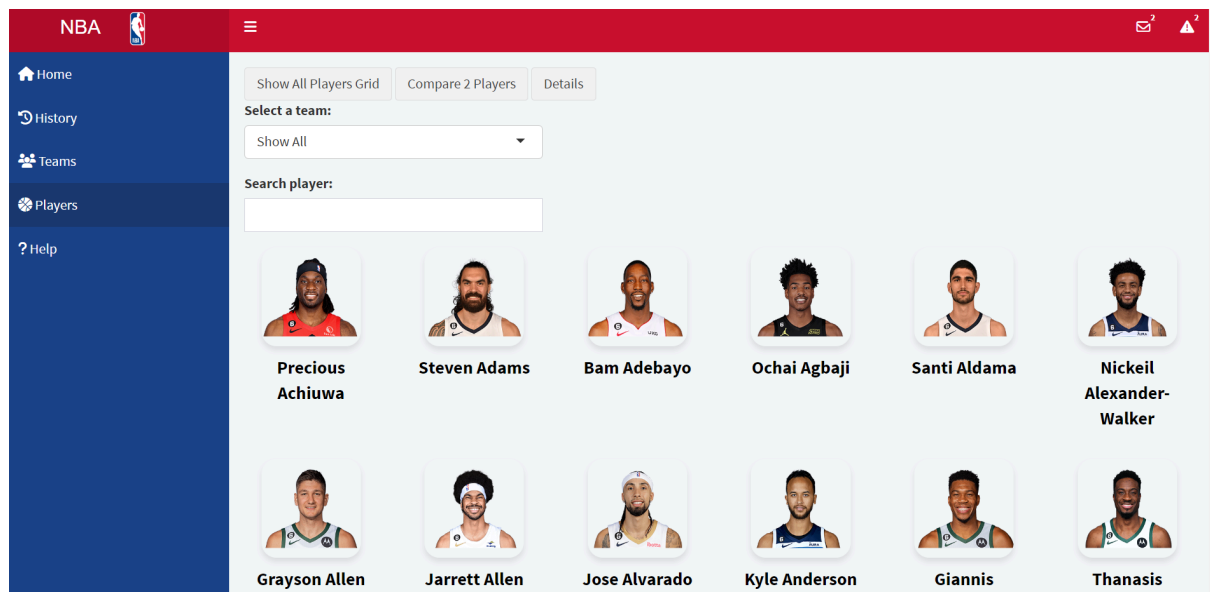 NBA
2
2
Home
History
Teams
Players
Help
Show All Players Grid
Compare 2 Players
Details
Select a team:
Show All
Search player:
Precious
Achiuwa
Steven Adams
Bam Adebayo
Ochai Agbaji
Santi Aldama
Nickeil
Alexander-
Walker
Grayson Allen
Jarrett Allen
Jose Alvarado
Kyle Anderson
Giannis
Thanasis